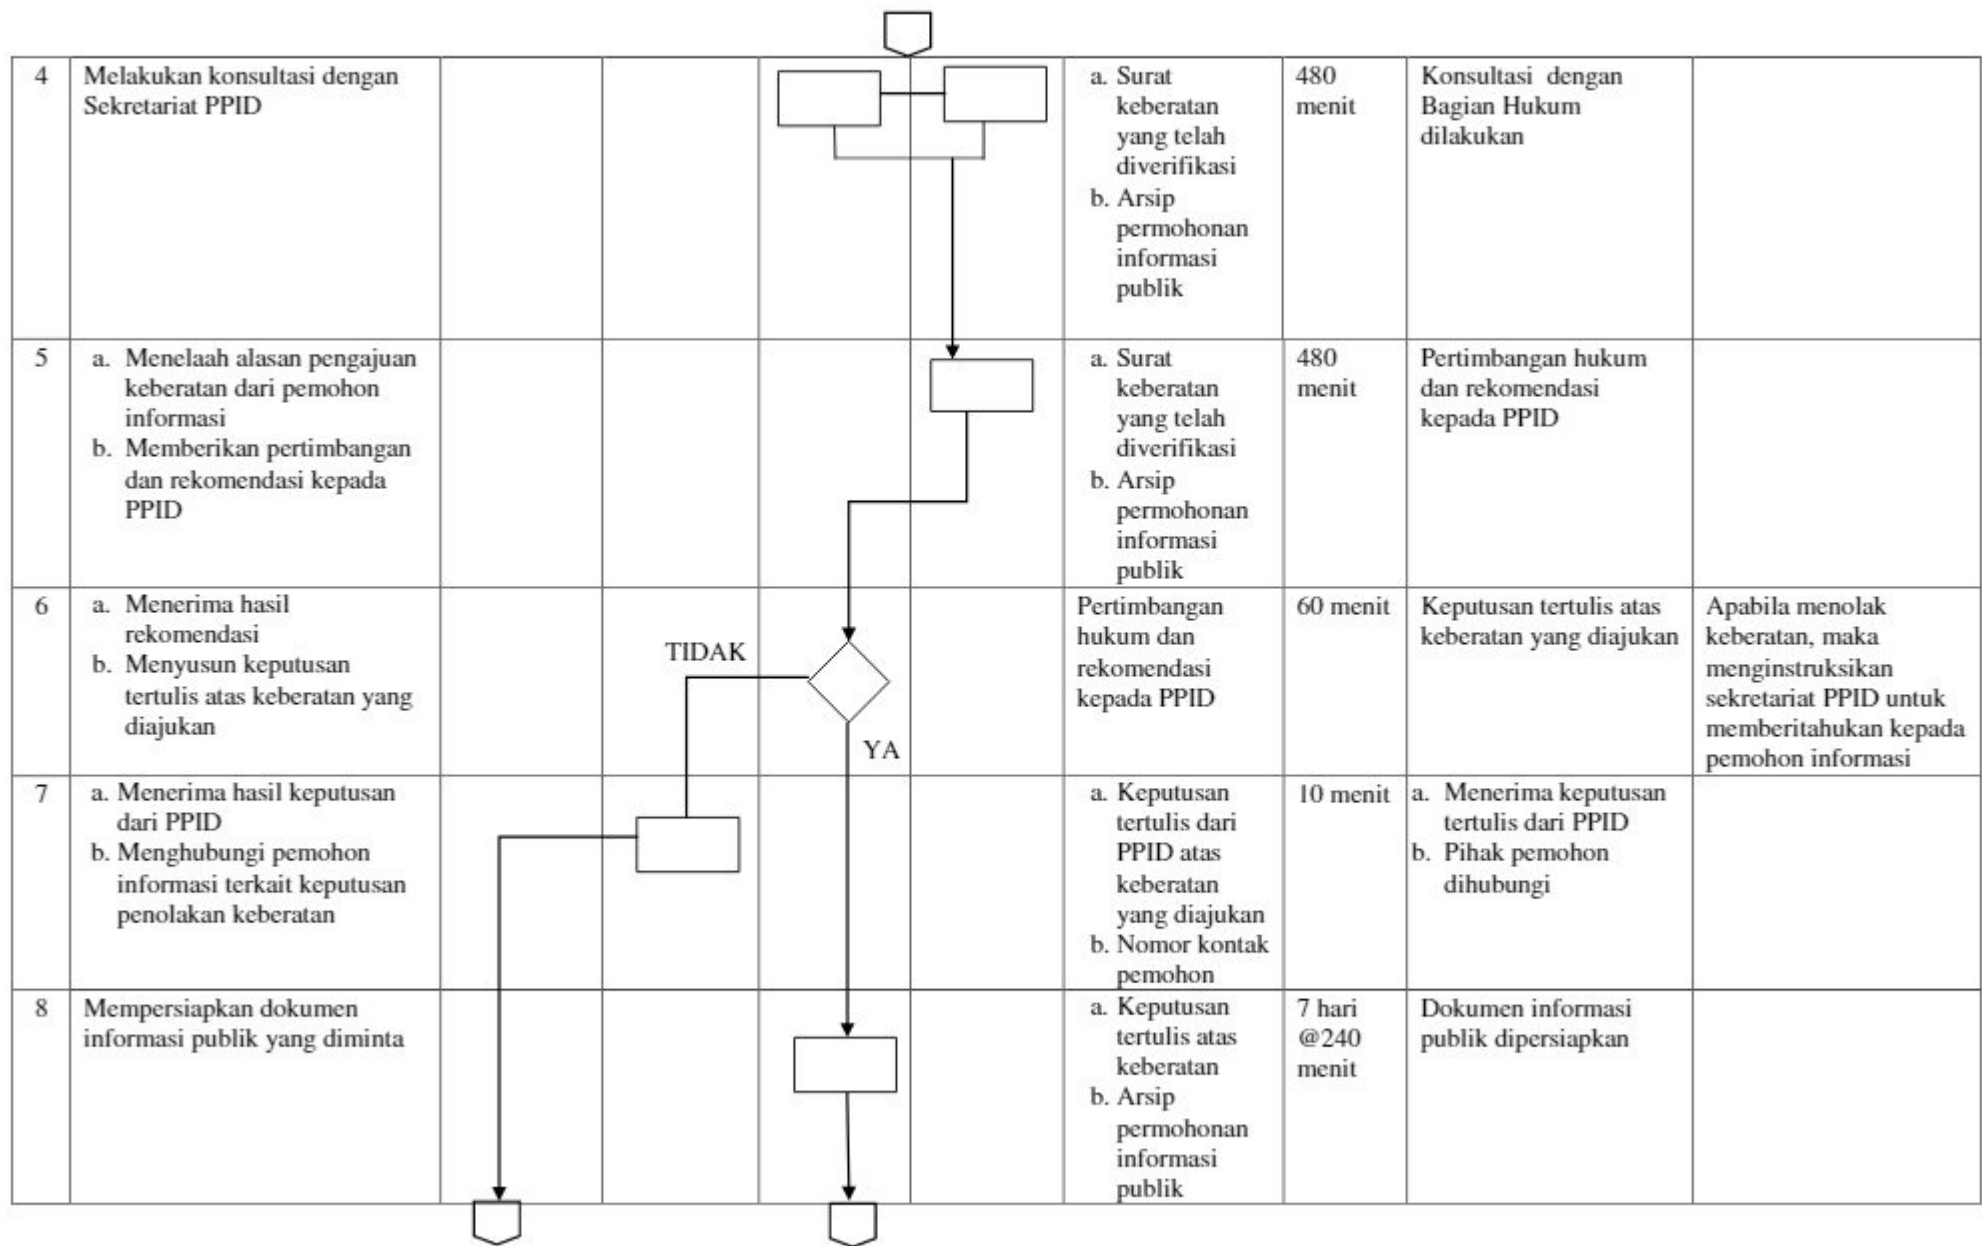 4
Melakukan konsultasi dengan
Sekretariat PPID
a. Surat
keberatan
yang telah
diverifikasi
b. Arsip
permohonan
informasi
publik
480
menit
Konsultasi dengan
Bagian Hukum
dilakukan
5
a. Menelaah alasan pengajuan
keberatan dari pemohon
informasi
b. Memberikan pertimbangan
dan rekomendasi kepada
PPID
a. Surat
keberatan
yang telah
diverifikasi
b. Arsip
permohonan
informasi
publik
480
menit
Pertimbangan hukum
dan rekomendasi
kepada PPID
6
a. Menerima hasil
rekomendasi
b. Menyusun keputusan
tertulis atas keberatan yang
diajukan
TIDAK
YA
Pertimbangan
hukum dan
rekomendasi
kepada PPID
60 menit
Keputusan tertulis atas
keberatan yang diajukan
Apabila menolak
keberatan, maka
menginstruksikan
sekretariat PPID untuk
memberitahukan kepada
pemohon informasi
7
a. Menerima hasil keputusan
dari PPID
b. Menghubungi pemohon
informasi terkait keputusan
penolakan keberatan
a. Keputusan
tertulis dari
PPID atas
keberatan
yang diajukan
b. Nomor kontak
pemohon
10 menit
a. Menerima keputusan
tertulis dari PPID
b. Pihak pemohon
dihubungi
8
Mempersiapkan dokumen
informasi publik yang diminta
a. Keputusan
tertulis atas
keberatan
b. Arsip
permohonan
informasi
publik
7 hari
@240
menit
Dokumen informasi
publik dipersiapkan